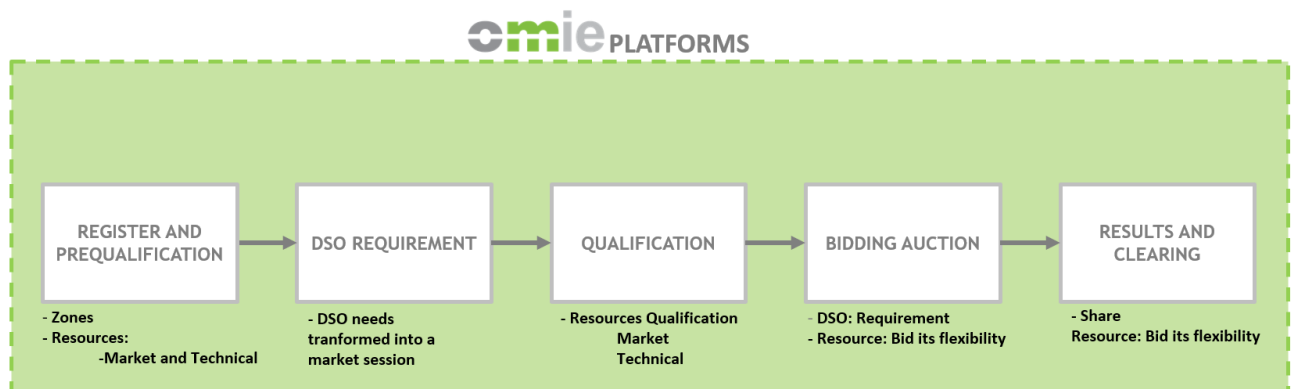 omie PLATFORMS
REGISTER AND
PREQUALIFICATION
DSO REQUIREMENT
QUALIFICATION
BIDDING AUCTION
RESULTS AND
CLEARING
- Zones
- Resources:
-Market and Technical
- DSO needs
tranformed into a
market session
- Resources Qualification
Market
Technical
- DSO: Requirement
- Resource: Bid its flexibility
- Share
Resource: Bid its flexibility